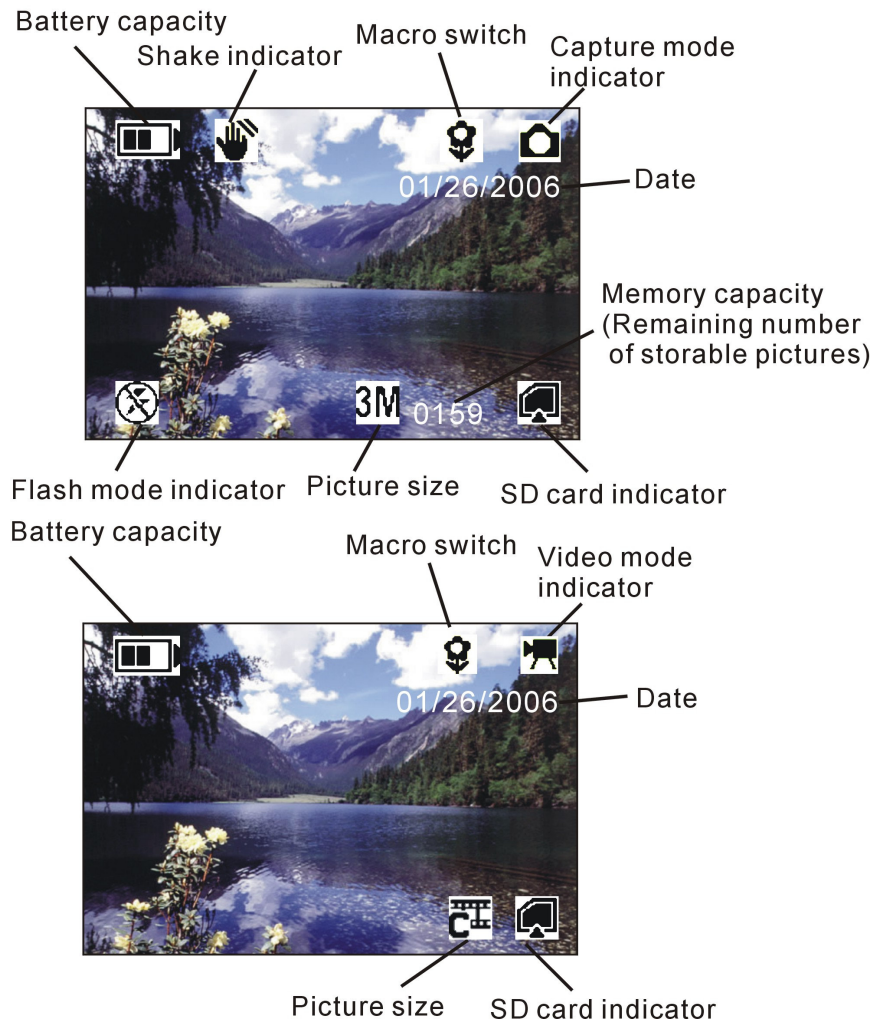 Battery capacity
Shake indicator
Macro switch
Capture mode
indicator
01/26/2006
Date
Memory capacity
(Remaining number
of storable pictures)
3M
0159
Flash mode indicator
Picture size
SD card indicator
Battery capacity
Macro switch
Video mode
indicator
01/26/2006
Date
C
Picture size
SD card indicator